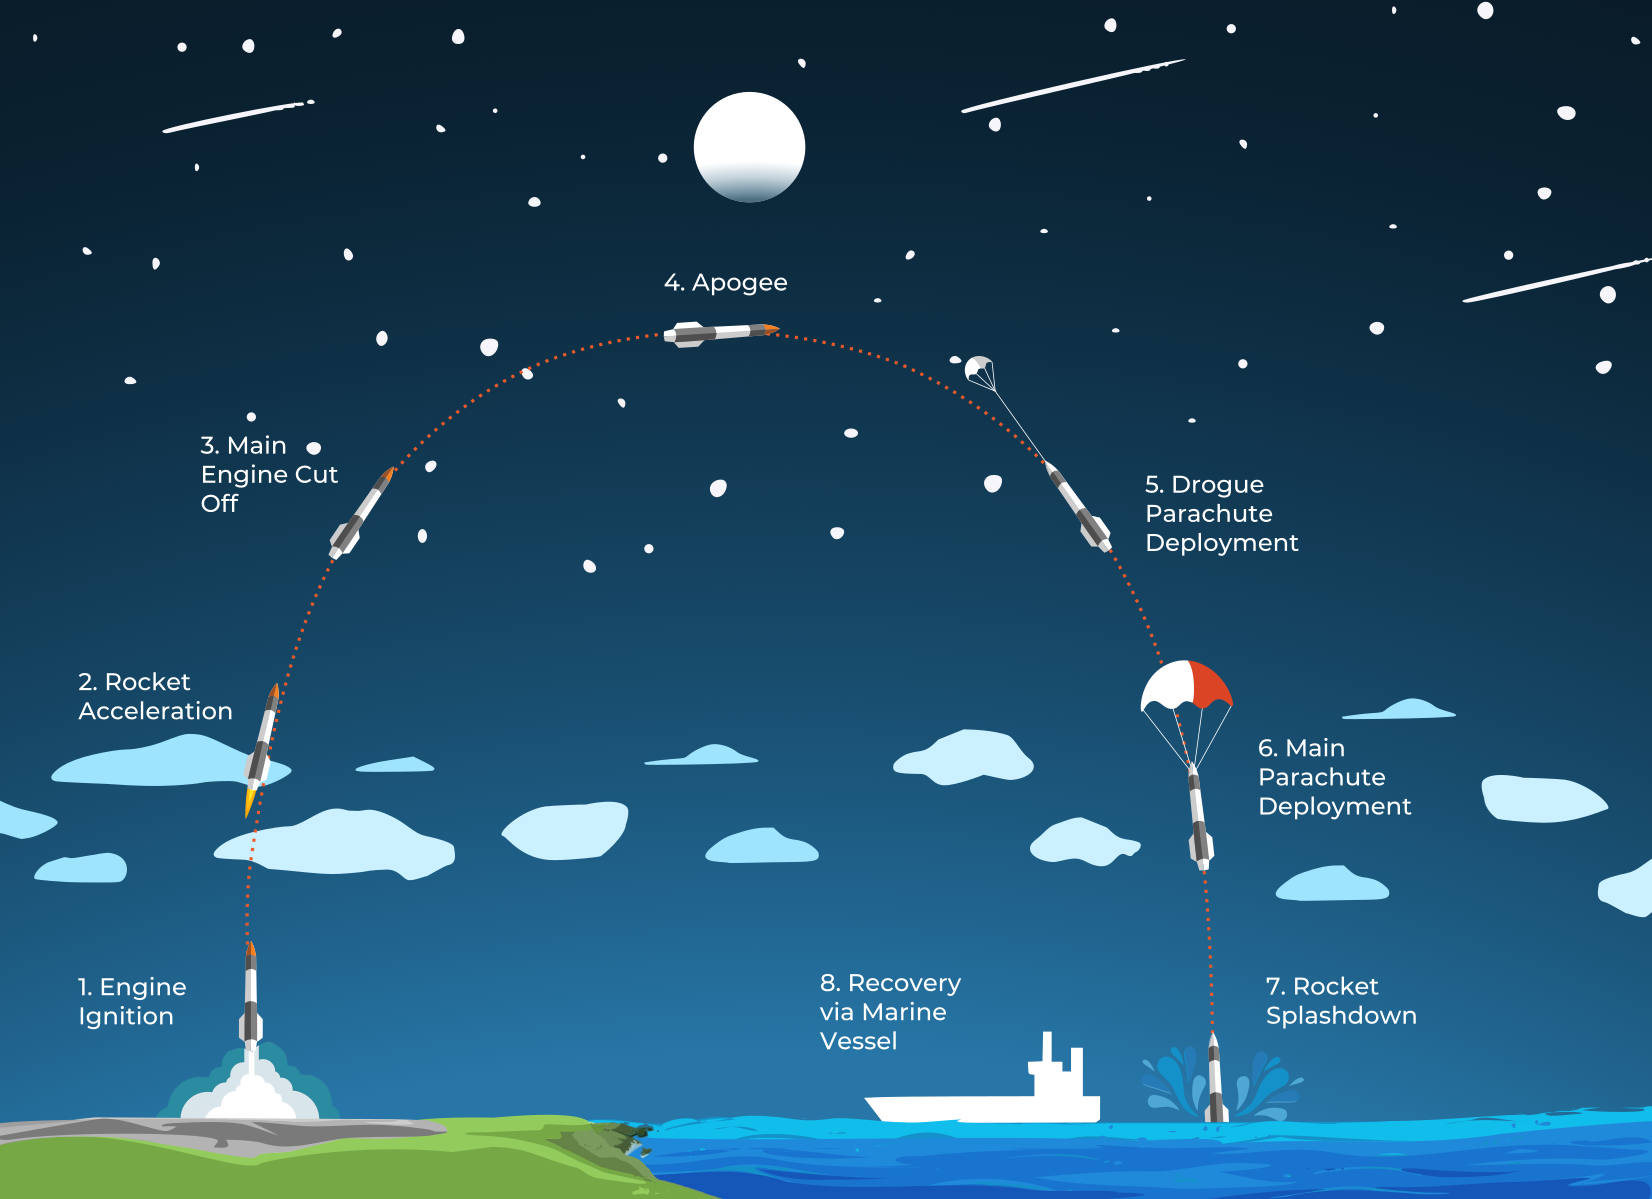 1. Engine
Ignition
2. Rocket
Acceleration
3. Main
Engine Cut
Off
4. Apogee
5. Drogue
Parachute
Deployment
6. Main
Parachute
Deployment
7. Rocket
Splashdown
8. Recovery
via Marine
Vessel